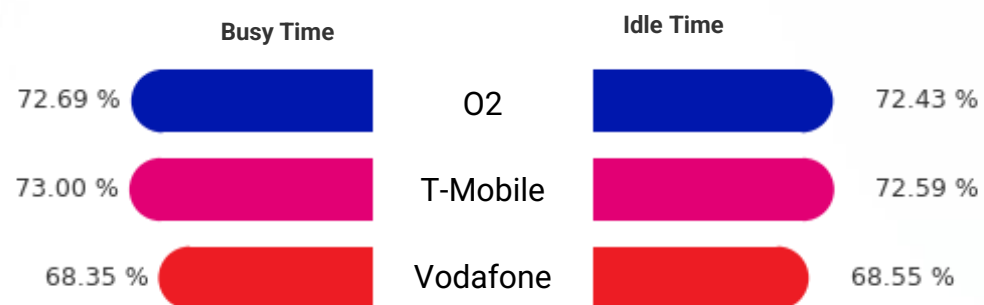 Busy Time Idle Time
72.69 % O2 72.43 %
73.00 % T-Mobile 72.59 %
68.35 % Vodafone 68.55 %